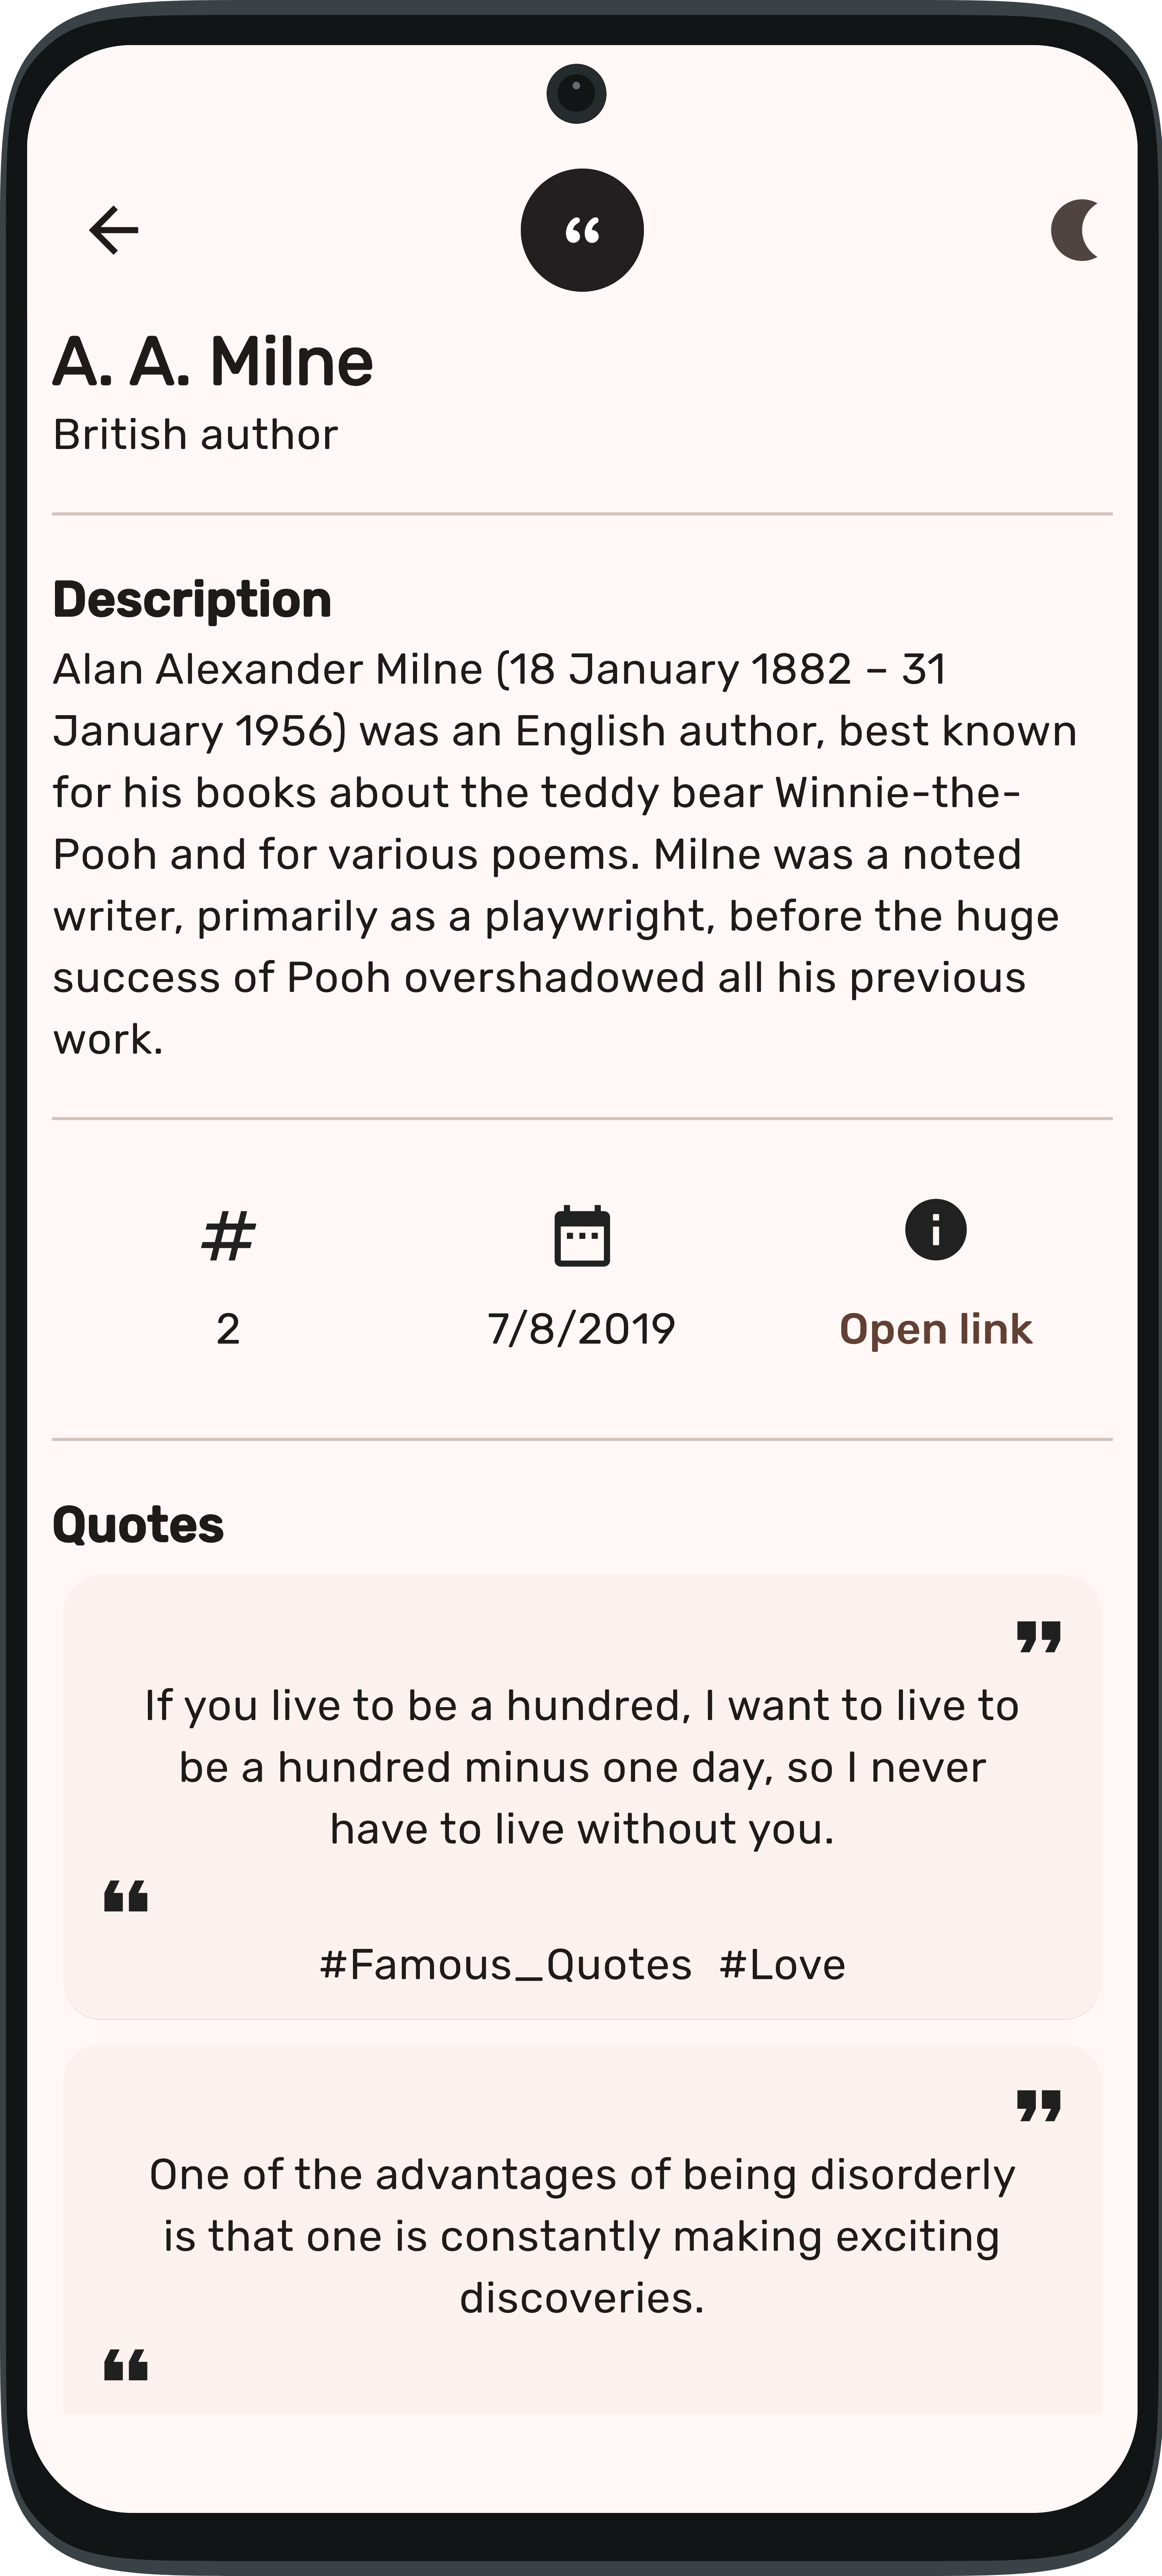 “
A. A. Milne
British author
Description
Alan Alexander Milne (18 January 1882 – 31
January 1956) was an English author, best known
for his books about the teddy bear Winnie-the-
Pooh and for various poems. Milne was a noted
writer, primarily as a playwright, before the huge
success of Pooh overshadowed all his previous
work.
#
2
7/8/2019
Open link
Quotes
”
If you live to be a hundred, I want to live to
be a hundred minus one day, so I never
have to live without you.
“
#Famous_Quotes #Love
”
One of the advantages of being disorderly
is that one is constantly making exciting
discoveries.
“